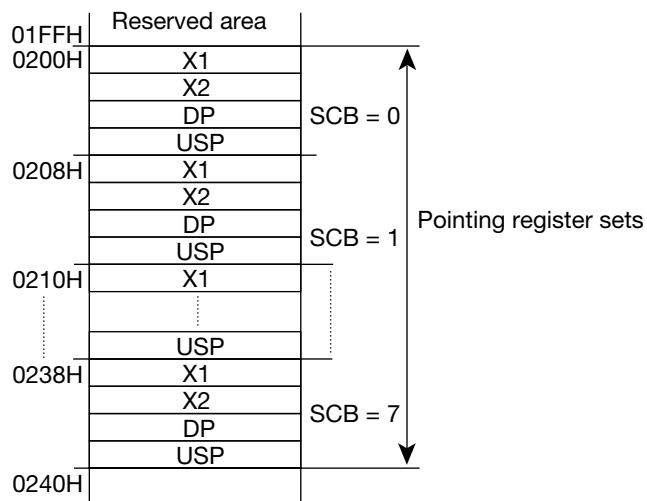 Reserved area
01FFH
0200H
X1
X2
DP
SCB = 0
USP
0208H
X1
X2
DP
SCB = 1
USP
Pointing register sets
0210H
X1
USP
0238H
X1
X2
DP
SCB = 7
USP
0240H